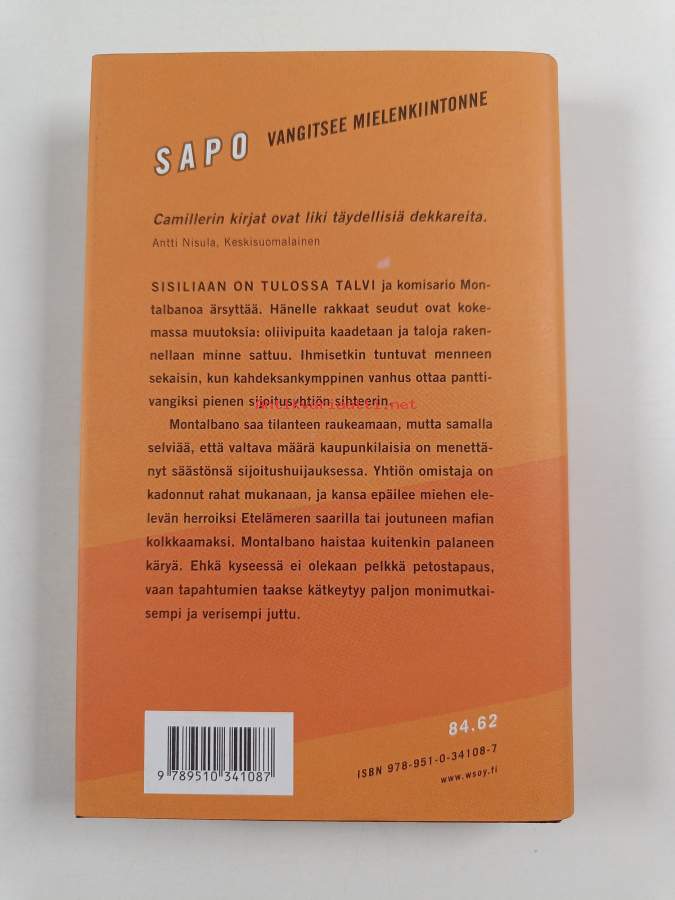 SAPO VANGITSEE MIELENKIINTONNE
Camillerin kirjat ovat liki täydellisiä dekkareita.
Antti Nisula, Keskisuomalainen
SISILIAAN ON TULOSSA TALVI ja komisario Mon-
talbanoa ärsyttää. Hänelle rakkaat seudut ovat koke-
massa muutoksia: oliivipuita kaadetaan ja taloja raken-
nellaan minne sattuu. Ihmisetkin tuntuvat menneen
sekaisin, kun kahdeksankymppinen vanhus ottaa pantti-
vangiksi pienen sijoitusyhtiön sihteerin.
Antikvariaatti.net
Montalbano saa tilanteen raukeamaan, mutta samalla
selviää, että valtava määrä kaupunkilaisia on menettä-
nyt säästönsä sijoitushuijauksessa. Yhtiön omistaja on
kadonnut rahat mukanaan, ja kansa epäilee miehen ele-
levän herroiksi Etelämeren saarilla tai joutuneen mafian
kolkkaamaksi. Montalbano haistaa kuitenkin palaneen
käryä. Ehkä kyseessä ei olekaan pelkkä petostapaus,
vaan tapahtumien taakse kätkeytyy paljon monimutkai-
sempi ja verisempi juttu.
84.62
ISBN 978-951-0-34108-7
www.wsoy.fi
9 789510 341087